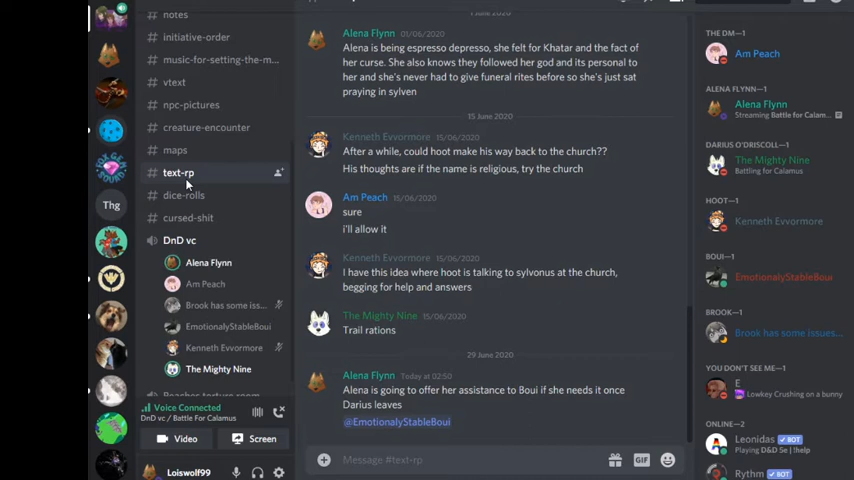 # notes
# initiative-order
# music-for-setting-the-m...
# vtext
# npc-pictures
# creature-encounter
# maps
# text-rp
# dice-rolls
# cursed-shit
DnD vc
Alena Flynn
Am Peach
Brook has some iss...
EmotionalyStableBoui
Kenneth Evvormore
The Mighty Nine
Voice Connected
DnD vc / Battle For Calamus
Video
Screen
Loiswolf99
Thg
1 June 2020
Alena Flynn 01/06/2020
Alena is being espresso depresso, she felt for Khatar and the fact of
her curse. She also knows they followed her god and its personal to
her and she's never had to give funeral rites before so she's just sat
praying in sylven
15 June 2020
Kenneth Evvormore 15/06/2020
After a while, could hoot make his way back to the church??
His thoughts are if the name is religious, try the church
Am Peach 15/06/2020
sure
i'll allow it
Kenneth Evvormore 15/06/2020
I have this idea where hoot is talking to sylvonus at the church,
begging for help and answers
The Mighty Nine 15/06/2020
Trail rations
29 June 2020
Alena Flynn Today at 02:50
Alena is going to offer her assistance to Boui if she needs it once
Darius leaves
@EmotionalyStableBoui
Message #text-rp
GIF
THE DM—1
Am Peach
ALENA FLYNN—1
Alena Flynn
Streaming Battle for Calam...
DARIUS O'DRISCOLL—1
The Mighty Nine
Battling for Calamus
HOOT—1
Kenneth Evvormore
BOUI—1
EmotionalyStableBoui
BROOK—1
Brook has some issues...
YOU DON'T SEE ME—1
E
Lowkey Crushing on a bunny
ONLINE—2
Leonidas BOT
Playing D&D 5e | !help
Rythm BOT